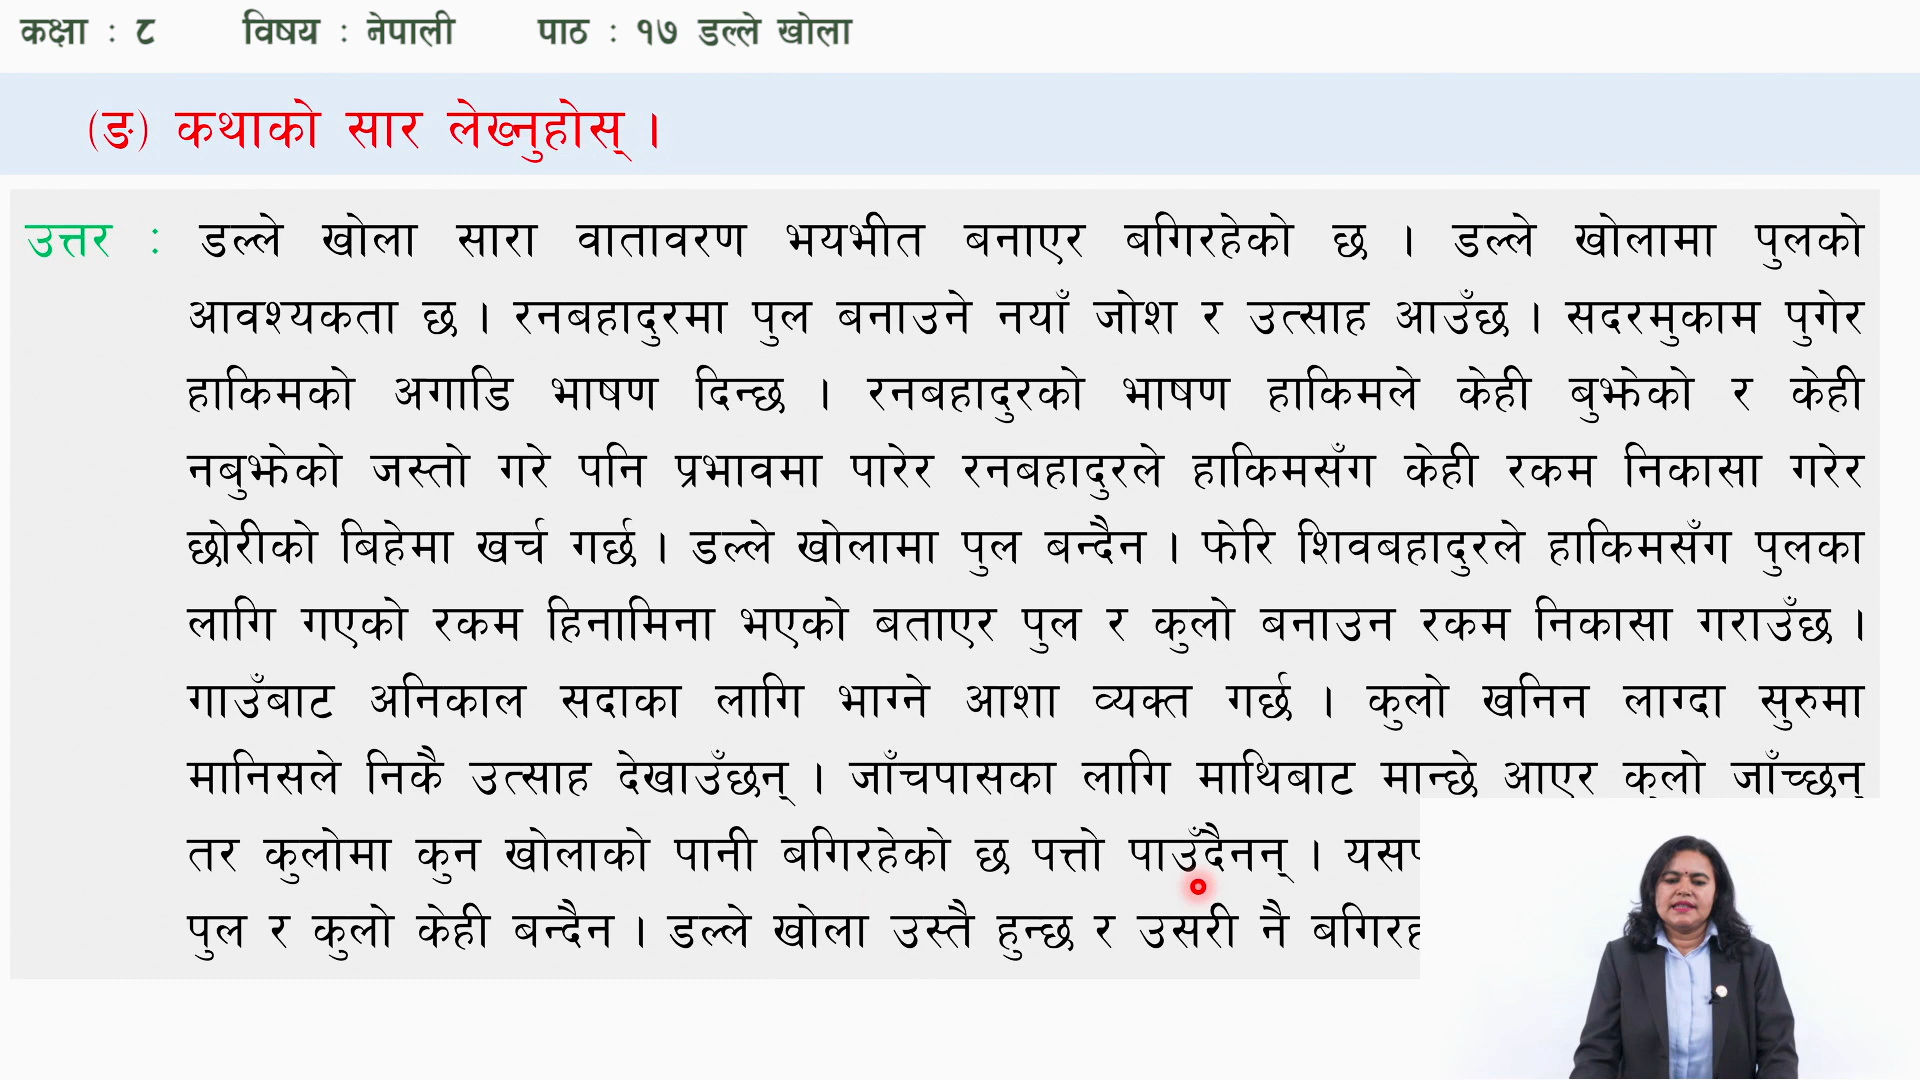 कक्षा : ८ विषय : नेपाली पाठ : १७ डल्ले खोला
(ङ) कथाको सार लेख्नुहोस् ।
उत्तर : डल्ले खोला सारा वातावरण भयभीत बनाएर बगिरहेको छ । डल्ले खोलामा पुलको
आवश्यकता छ । रनबहादुरमा पुल बनाउने नयाँ जोश र उत्साह आउँछ । सदरमुकाम पुगेर
हाकिमको अगाडि भाषण दिन्छ । रनबहादुरको भाषण हाकिमले केही बुझेको र केही
नबुझेको जस्तो गरे पनि प्रभावमा पारेर रनबहादुरले हाकिमसँग केही रकम निकासा गरेर
छोरीको बिहेमा खर्च गर्छ । डल्ले खोलामा पुल बन्दैन । फेरि शिवबहादुरले हाकिमसँग पुलका
लागि गएको रकम हिनामिना भएको बताएर पुल र कुलो बनाउन रकम निकासा गराउँछ ।
गाउँबाट अनिकाल सदाका लागि भाग्ने आशा व्यक्त गर्छ । कुलो खनिन लाग्दा सुरुमा
मानिसले निकै उत्साह देखाउँछन् । जाँचपासका लागि माथिबाट मान्छे आएर कुलो जाँच्छन्
तर कुलोमा कुन खोलाको पानी बगिरहेको छ पत्तो पाउँदैनन् ।
पुल र कुलो केही बन्दैन । डल्ले खोला उस्तै हुन्छ र उसरी नै